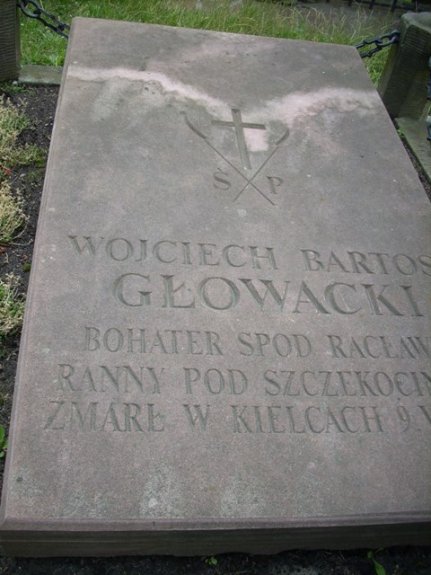 Ś P
WOJCIECH BARTOS
GŁOWACKI
BOHATER SPOD RACŁAW
RANNY POD SZCZEKOCIN
ZMARŁ W KIELCACH 9.V